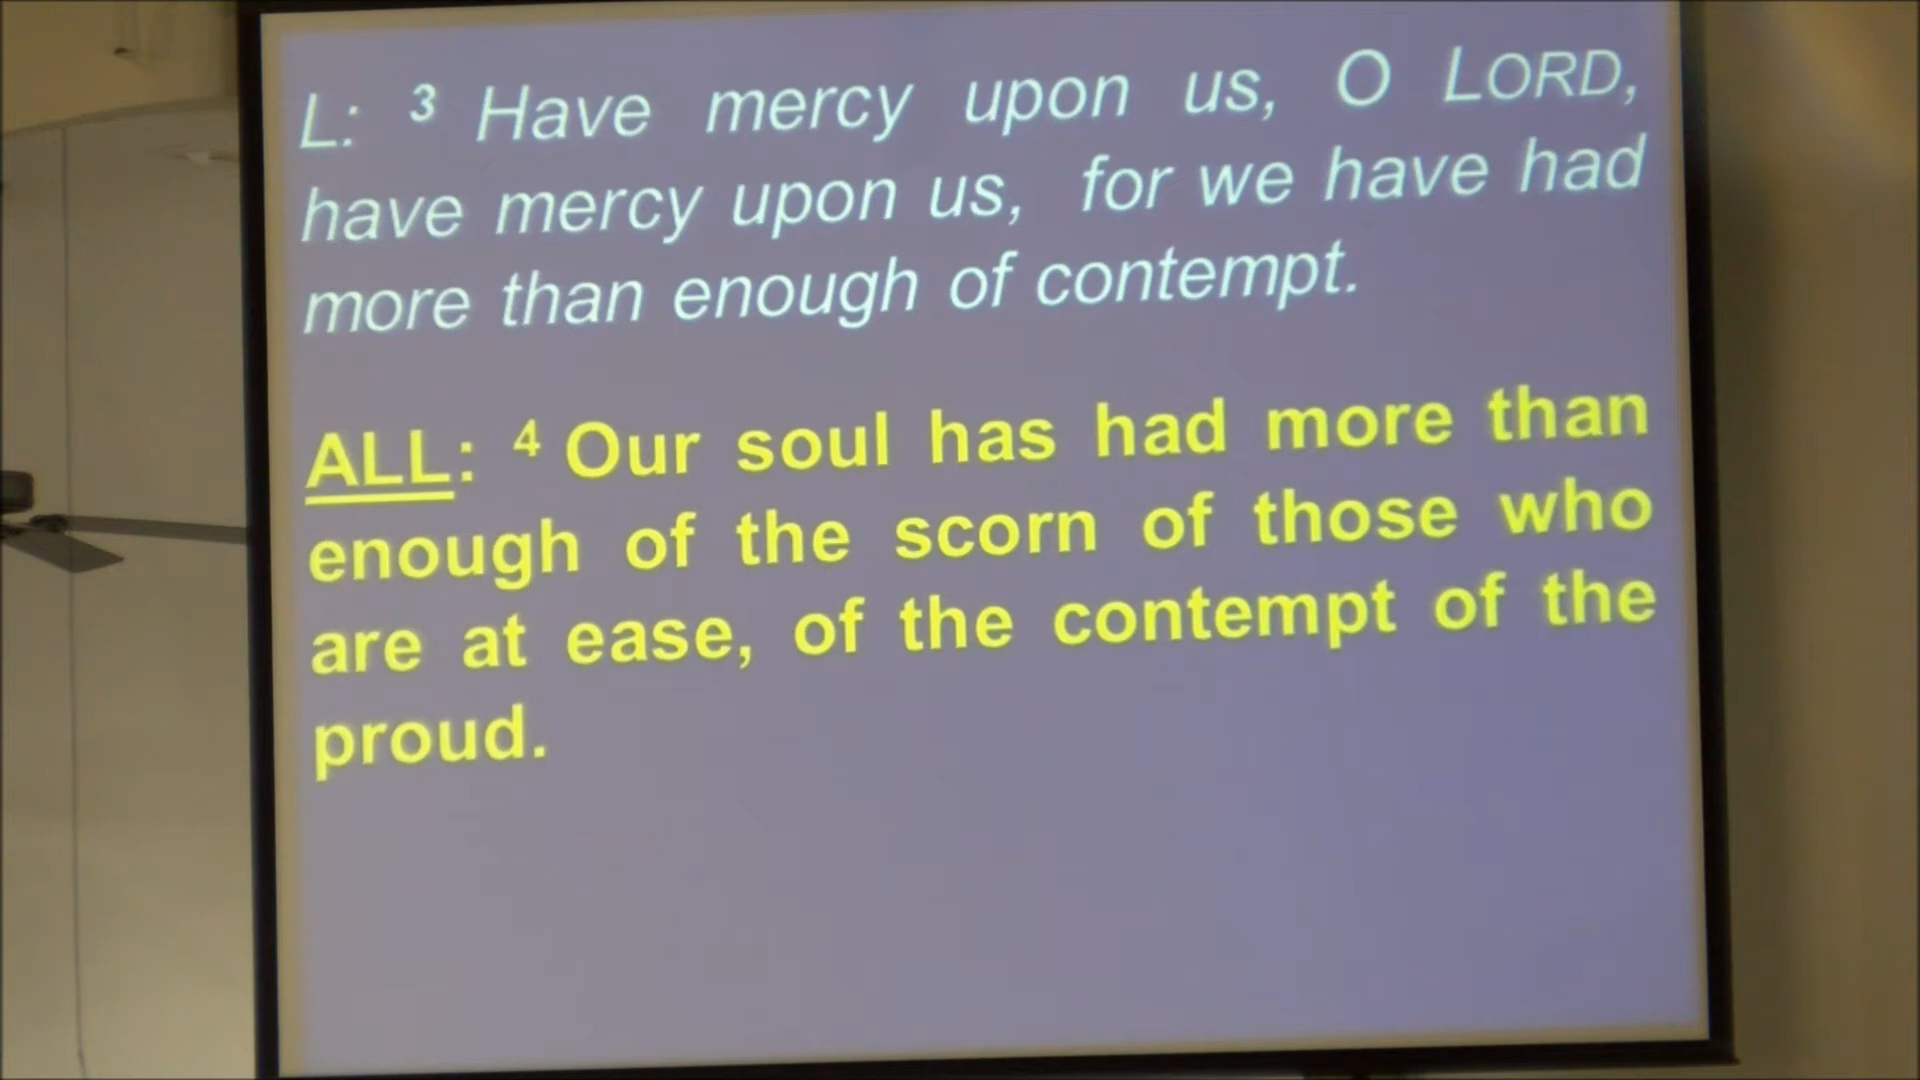 L: ³ Have mercy upon us, O LORD,
have mercy upon us, for we have had
more than enough of contempt.
ALL: ⁴ Our soul has had more than
enough of the scorn of those who
are at ease, of the contempt of the
proud.